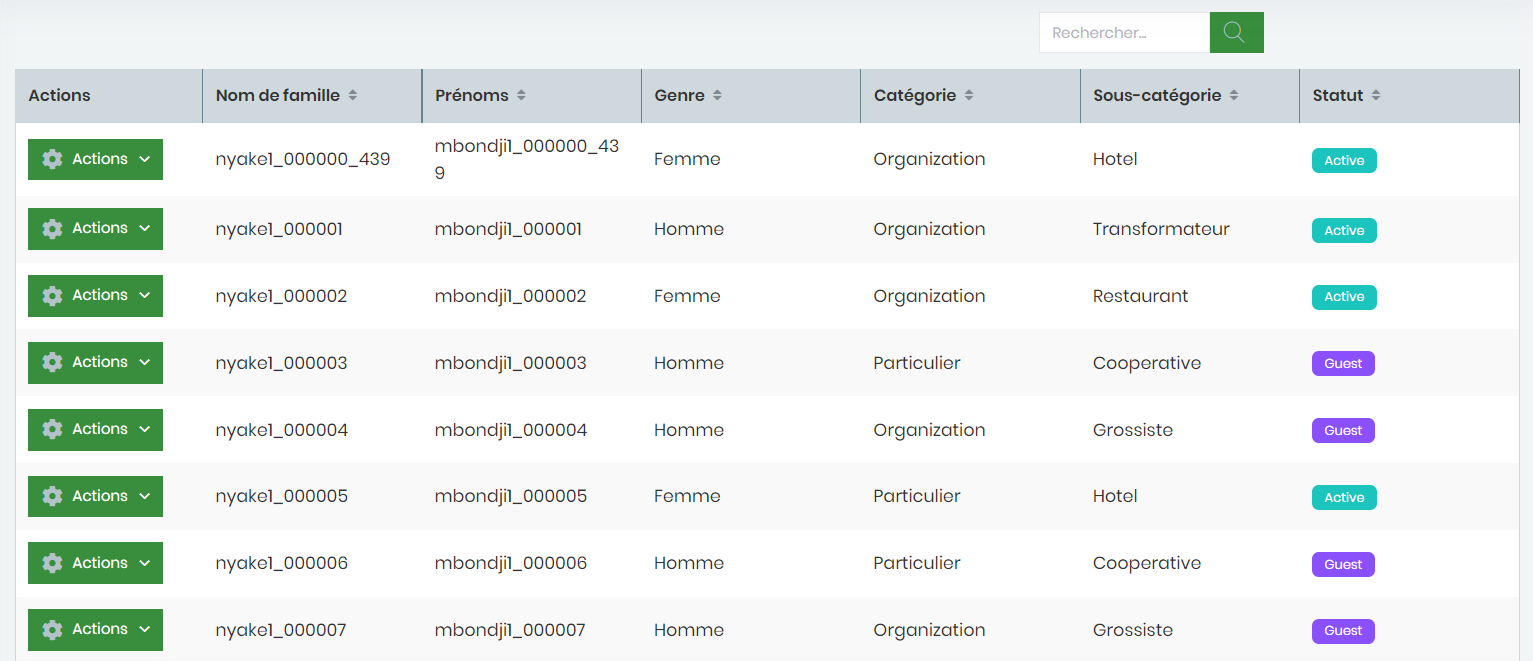 Rechercher...
Actions Nom de famille Prénoms Genre Catégorie Sous-catégorie Statut
Actions nyake1_000000_439 mbondji1_000000_43 Femme Organization Hotel Active
9
Actions nyake1_000001 mbondji1_000001 Homme Organization Transformateur Active
Actions nyake1_000002 mbondji1_000002 Femme Organization Restaurant Active
Actions nyake1_000003 mbondji1_000003 Homme Particulier Cooperative Guest
Actions nyake1_000004 mbondji1_000004 Homme Organization Grossiste Guest
Actions nyake1_000005 mbondji1_000005 Femme Particulier Hotel Active
Actions nyake1_000006 mbondji1_000006 Homme Particulier Cooperative Guest
Actions nyake1_000007 mbondji1_000007 Homme Organization Grossiste Guest